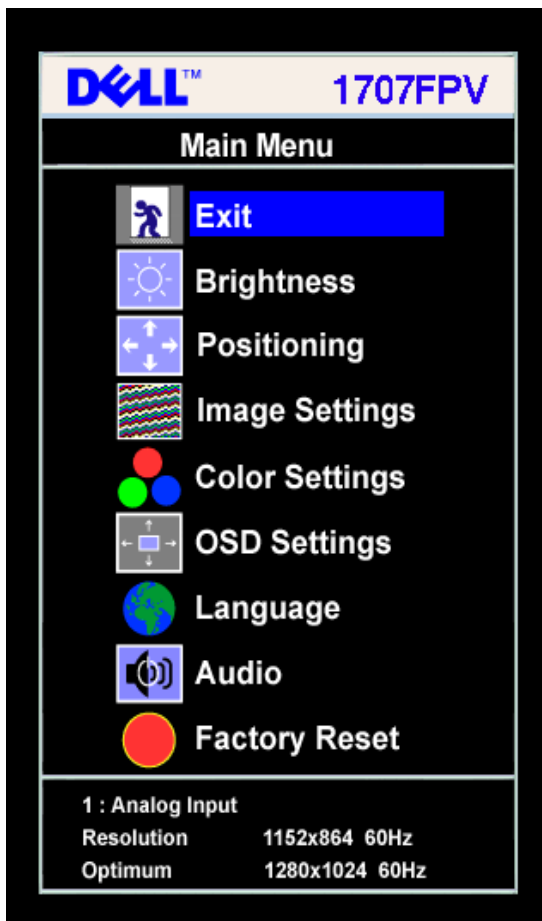 DELL™ 1707FPV
Main Menu
Exit
Brightness
Positioning
Image Settings
Color Settings
OSD Settings
Language
Audio
Factory Reset
1 : Analog Input
Resolution 1152x864 60Hz
Optimum 1280x1024 60Hz